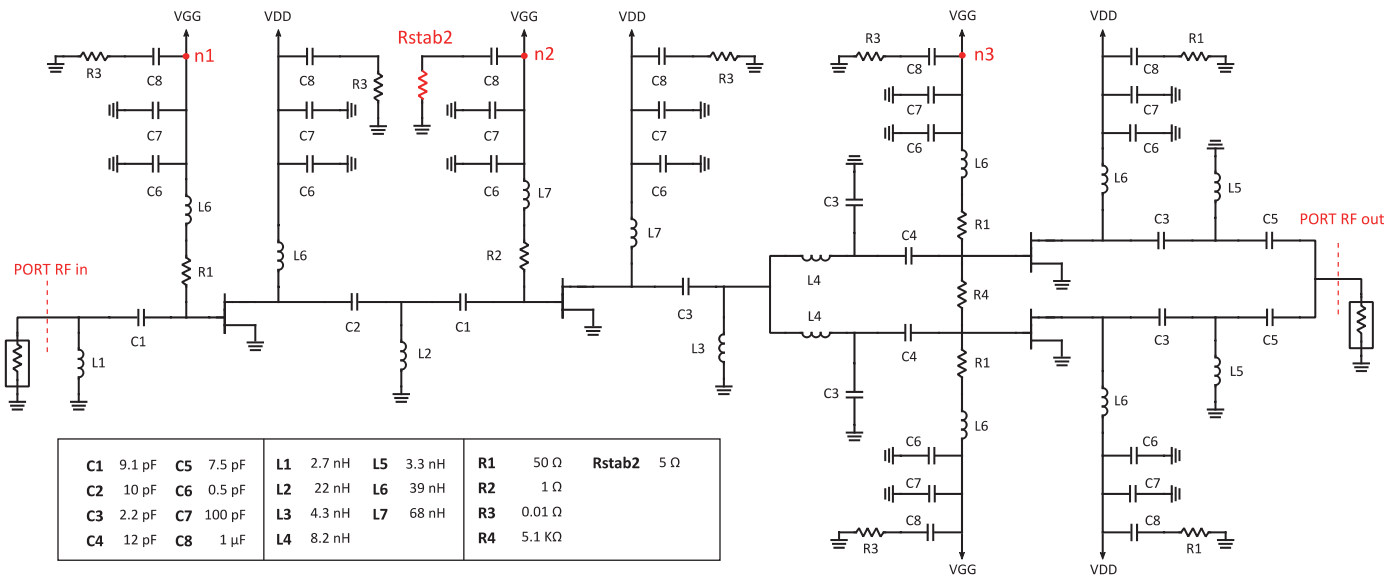 VGG
VDD
VGG
VDD
VGG
VDD
Rstab2
n1
n2
n3
C8
R3
C8
R3
C8
C8
R3
R3
C8
C8
R1
C7
C7
C7
C7
C7
C7
C6
C6
C6
C6
C6
C6
L6
L6
L7
L7
L6
L6
L5
R1
R2
R1
C3
C4
L4
C3
C5
PORT RF in
PORT RF out
C1
L1
C2
L2
C1
C3
L3
L4
R4
C4
C3
C5
R1
C3
L6
L6
L5
C6
C7
C8
R3
C6
C7
C8
R1
VGG
VDD
C1 9.1 pF C5 7.5 pF L1 2.7 nH L5 3.3 nH R1 50 Ω Rstab2 5 Ω
C2 10 pF C6 0.5 pF L2 22 nH L6 39 nH R2 1 Ω
C3 2.2 pF C7 100 pF L3 4.3 nH L7 68 nH R3 0.01 Ω
C4 12 pF C8 1 µF L4 8.2 nH R4 5.1 KΩ